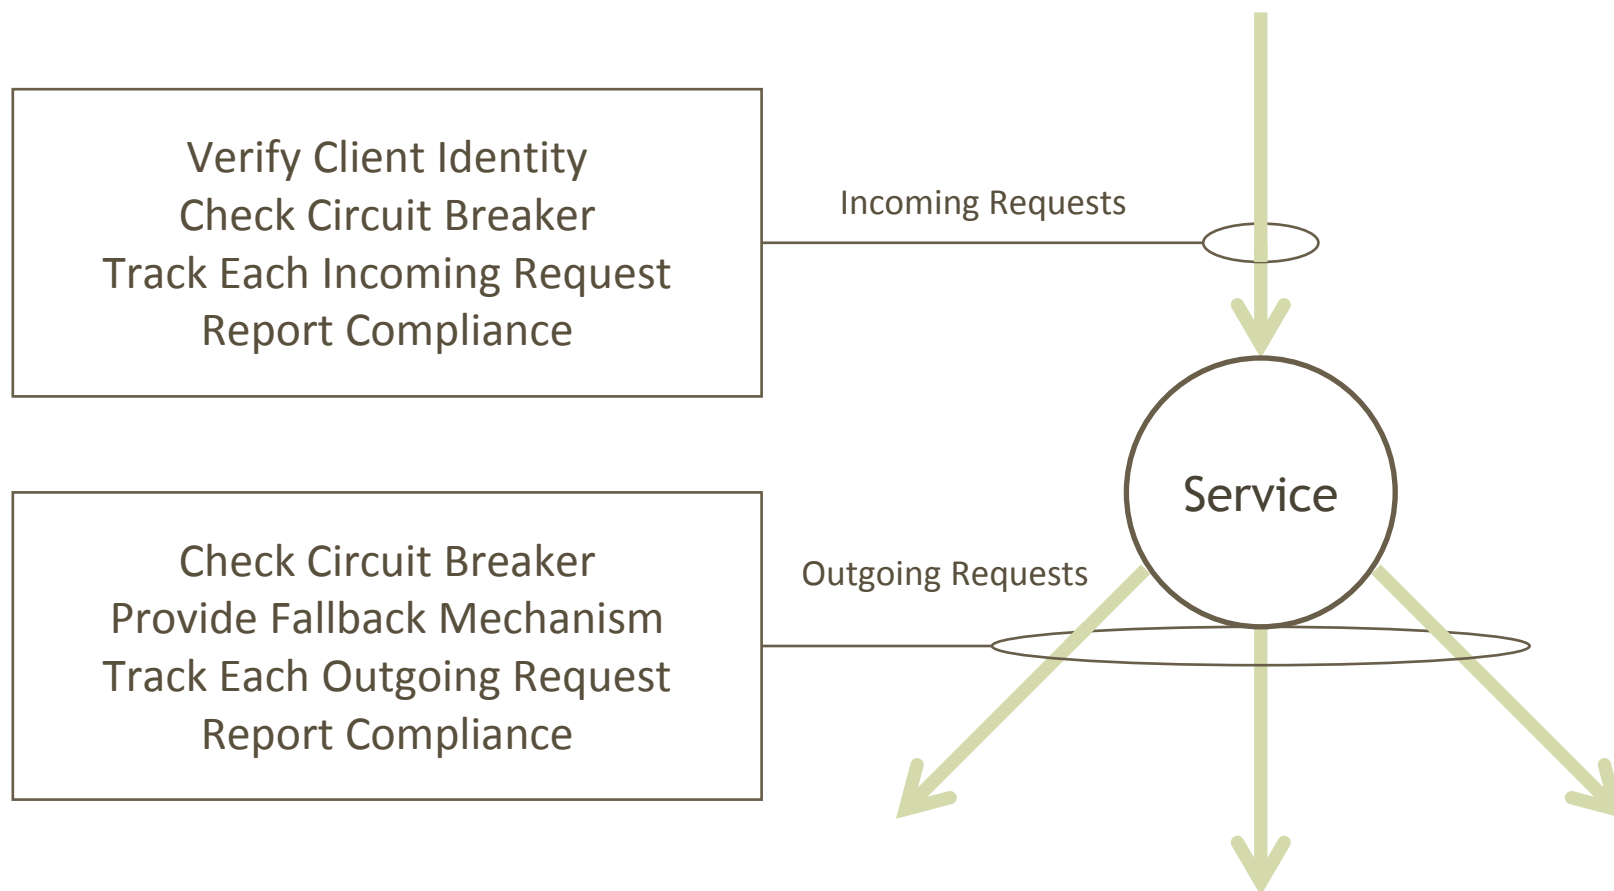 Verify Client Identity
Check Circuit Breaker
Track Each Incoming Request
Report Compliance
Incoming Requests
Service
Check Circuit Breaker
Provide Fallback Mechanism
Track Each Outgoing Request
Report Compliance
Outgoing Requests